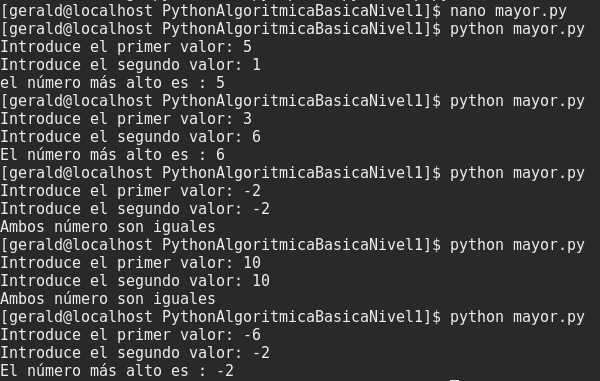 [gerald@localhost PythonAlgoritmicaBasicaNivel1]$ nano mayor.py
[gerald@localhost PythonAlgoritmicaBasicaNivel1]$ python mayor.py
Introduce el primer valor: 5
Introduce el segundo valor: 1
el número más alto es : 5
[gerald@localhost PythonAlgoritmicaBasicaNivel1]$ python mayor.py
Introduce el primer valor: 3
Introduce el segundo valor: 6
El número más alto es : 6
[gerald@localhost PythonAlgoritmicaBasicaNivel1]$ python mayor.py
Introduce el primer valor: -2
Introduce el segundo valor: -2
Ambos número son iguales
[gerald@localhost PythonAlgoritmicaBasicaNivel1]$ python mayor.py
Introduce el primer valor: 10
Introduce el segundo valor: 10
Ambos número son iguales
[gerald@localhost PythonAlgoritmicaBasicaNivel1]$ python mayor.py
Introduce el primer valor: -6
Introduce el segundo valor: -2
El número más alto es : -2